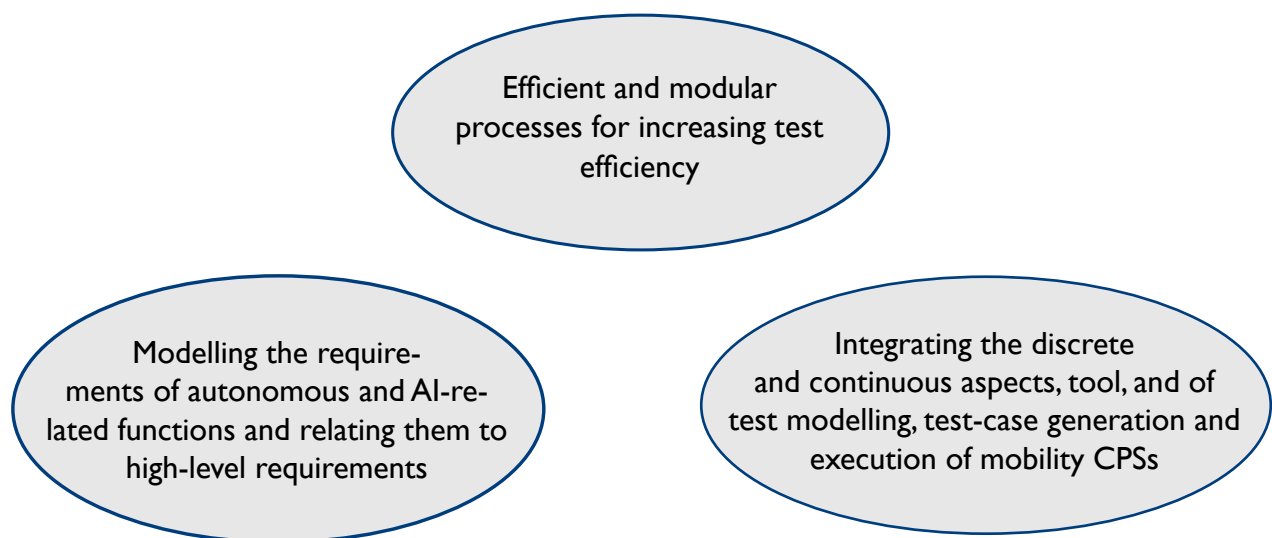 Efficient and modular
processes for increasing test
efficiency
Modelling the require-
ments of autonomous and AI-re-
lated functions and relating them to
high-level requirements
Integrating the discrete
and continuous aspects, tool, and of
test modelling, test-case generation and
execution of mobility CPSs